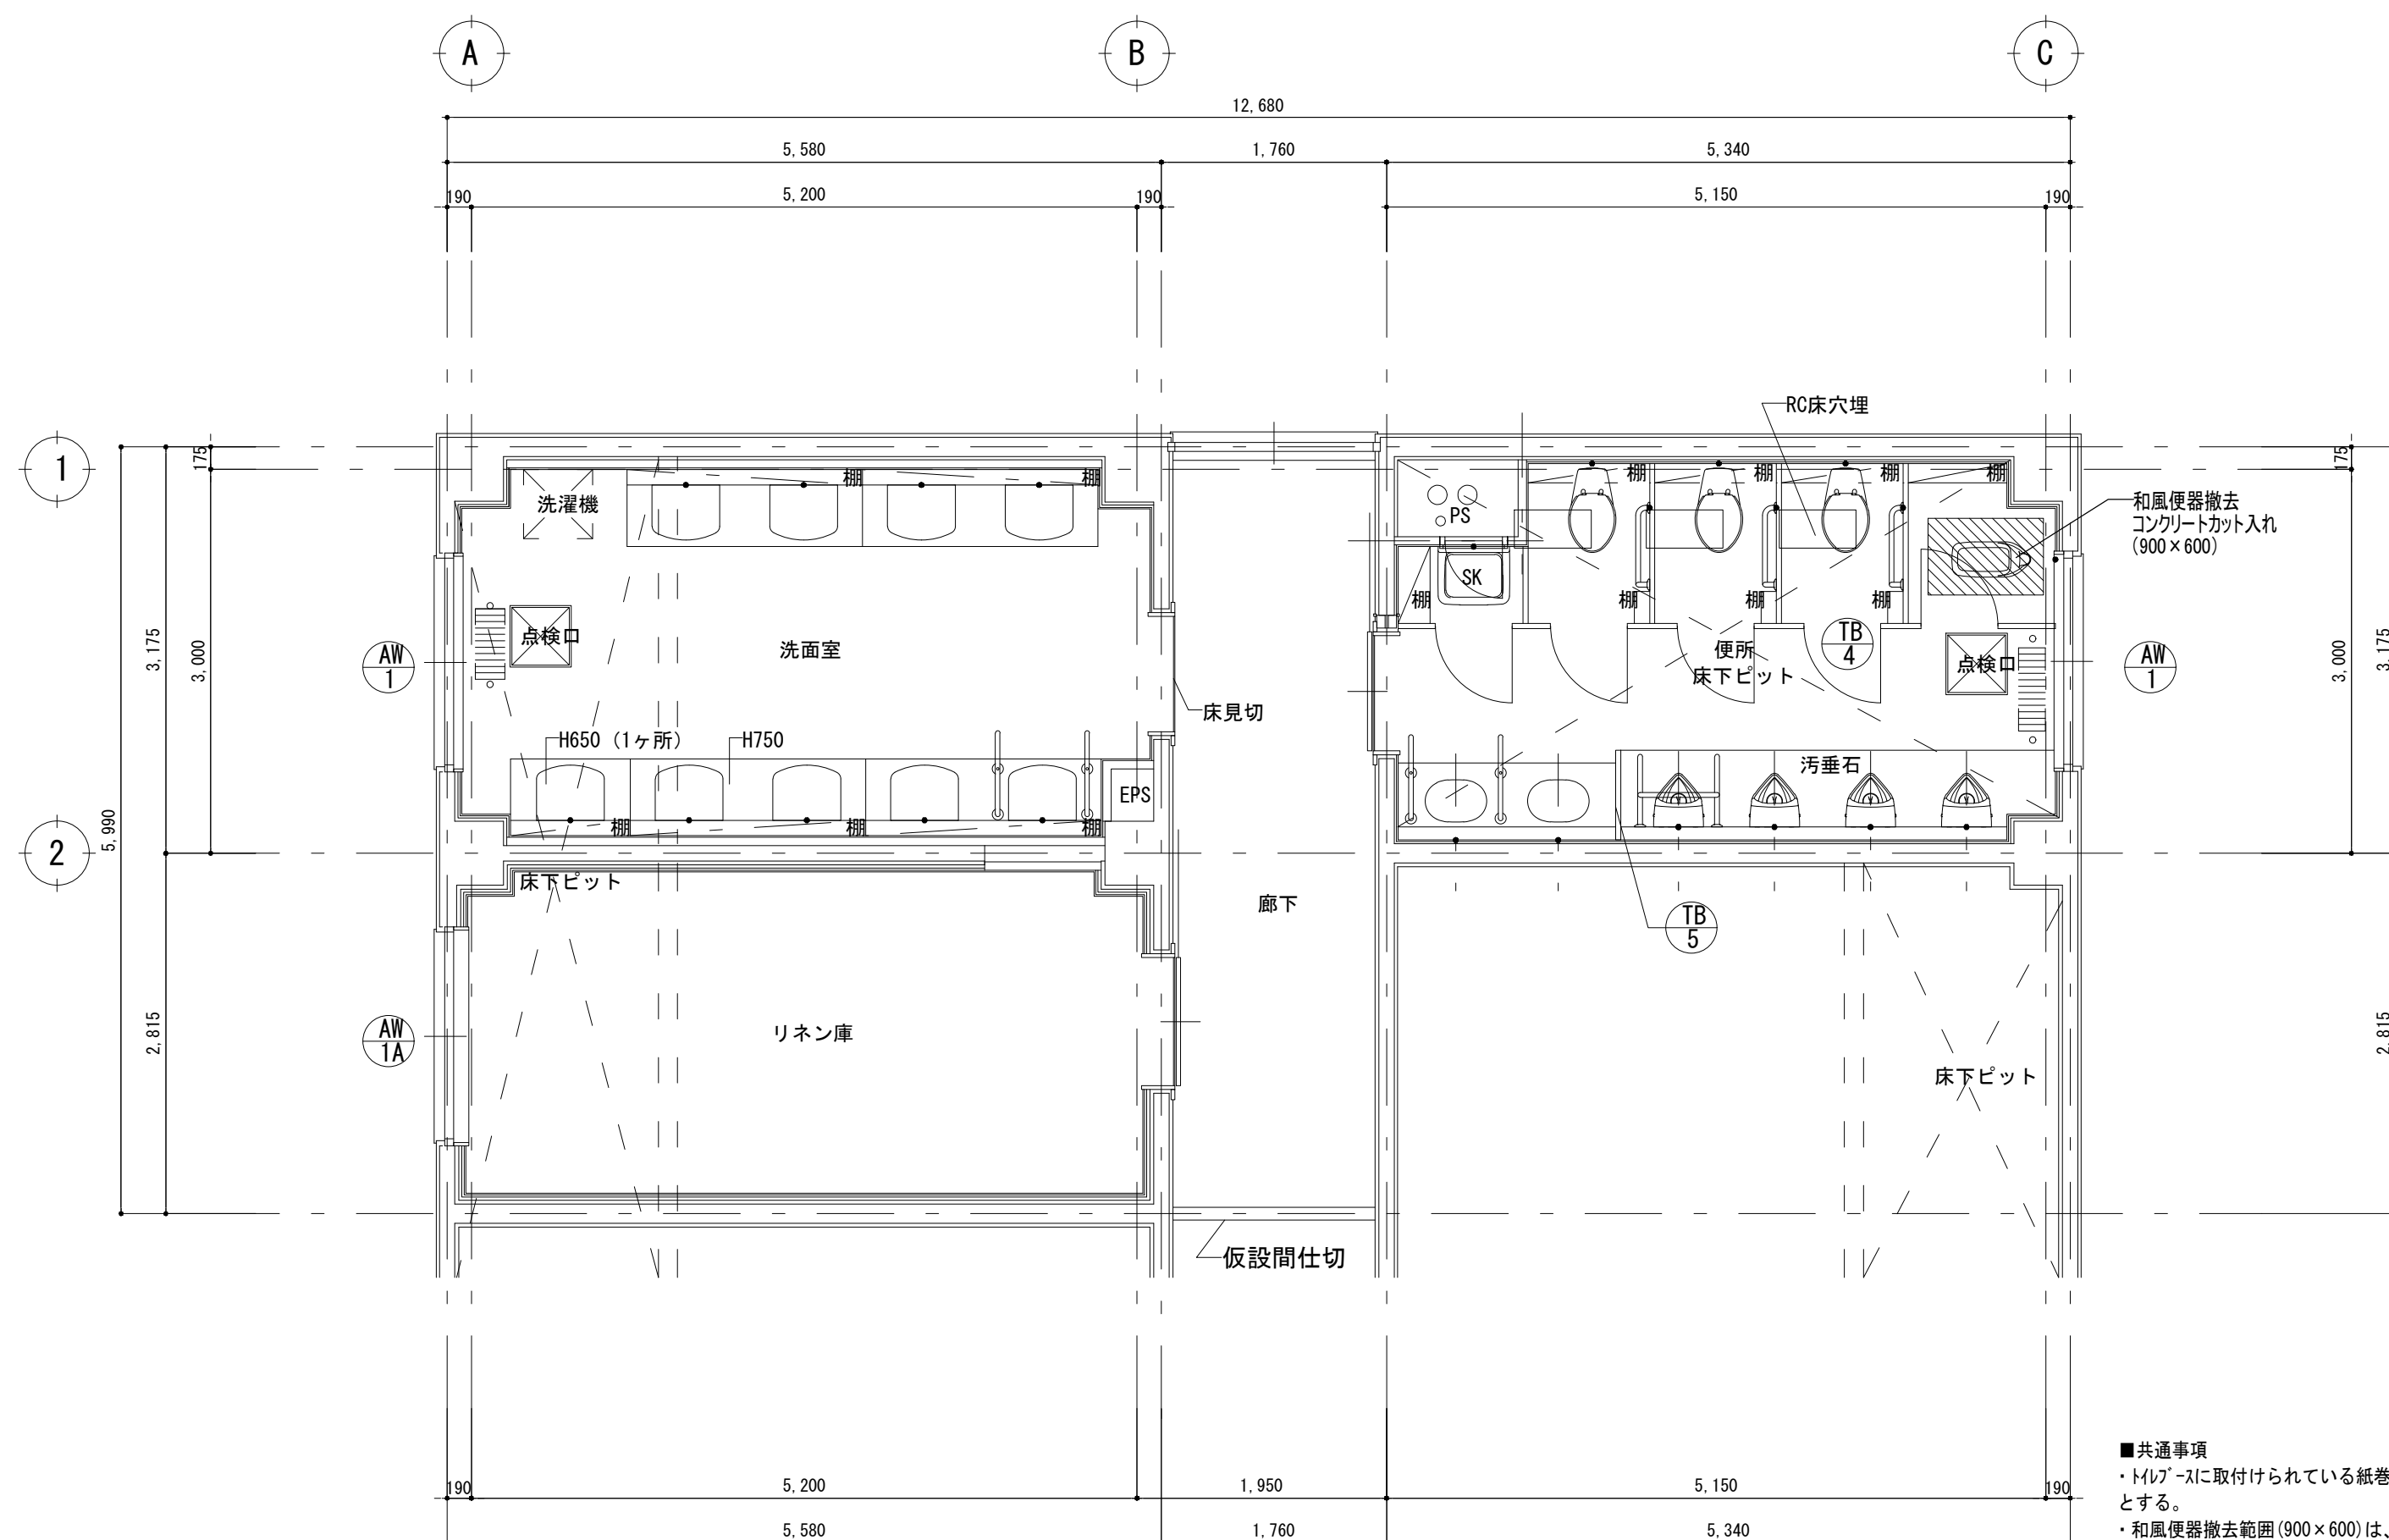 A
B
C
12,680
5,580
1,760
5,340
190
5,200
190
5,150
190
RC床穴埋
1
175
175
棚
棚
棚
棚
棚
棚
洗濯機
PS
和風便器撤去
コンクリートカット入れ
(900×600)
SK
棚
棚
棚
棚
点検口
洗面室
TB
4
便所
床下ピット
点検口
AW
1
AW
1
3,175
3,000
3,000
3,175
床見切
H650 (1ヶ所)
H750
汚垂石
EPS
5,990
棚
棚
棚
2
床下ピット
廊下
TB
5
AW
1A
2,815
リネン庫
2,815
床下ピット
仮設間仕切
■共通事項
・トイレブースに取付けられている紙巻
とする。
・和風便器撤去範囲(900×600)は、
190
5,200
1,950
5,150
190
5,580
1,760
5,340